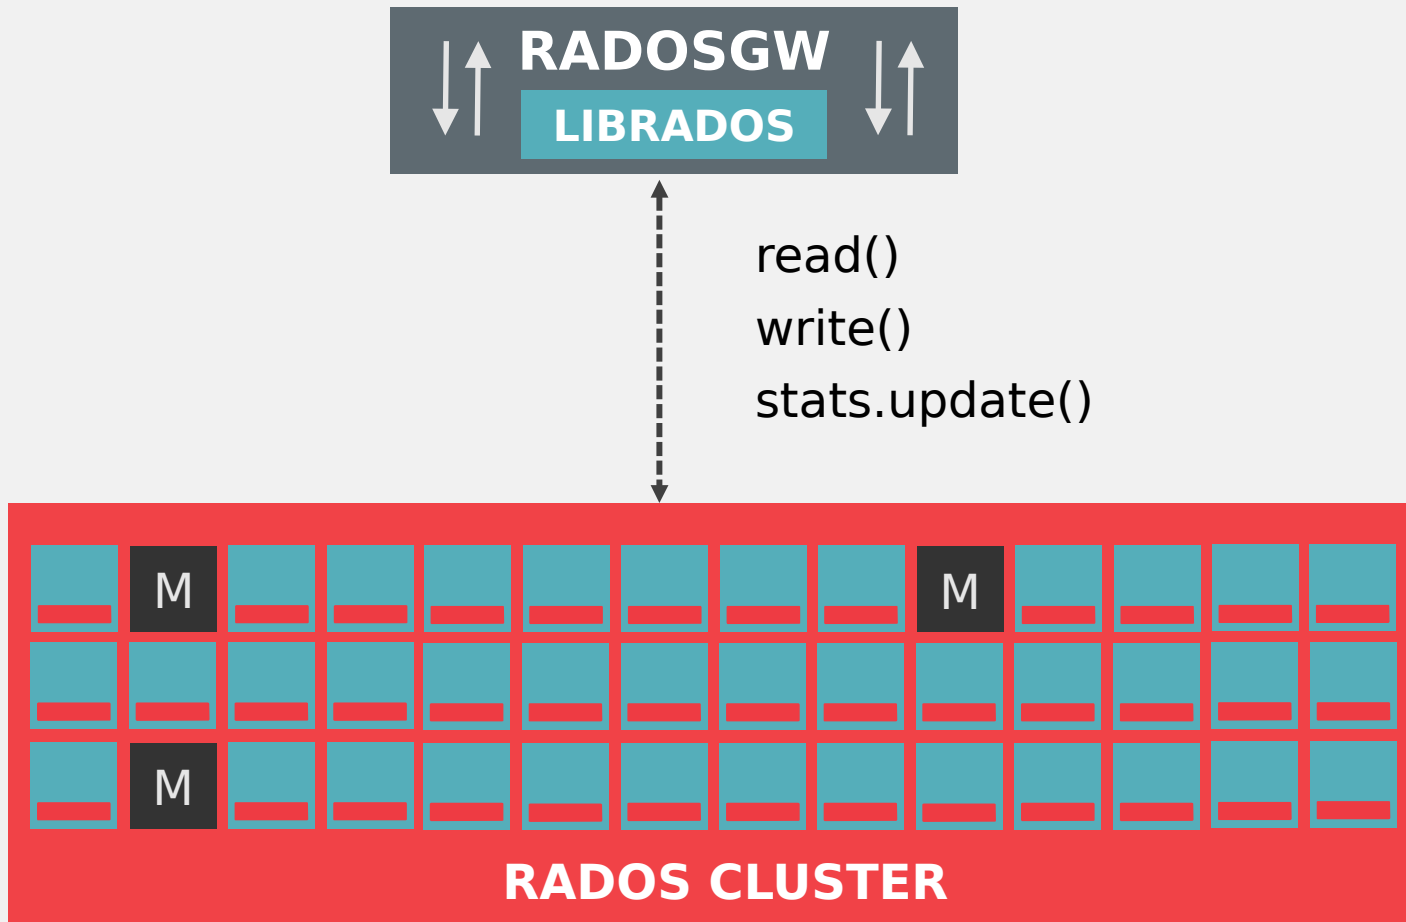 RADOSGW
LIBRADOS
read()
write()
stats.update()
M
M
M
RADOS CLUSTER